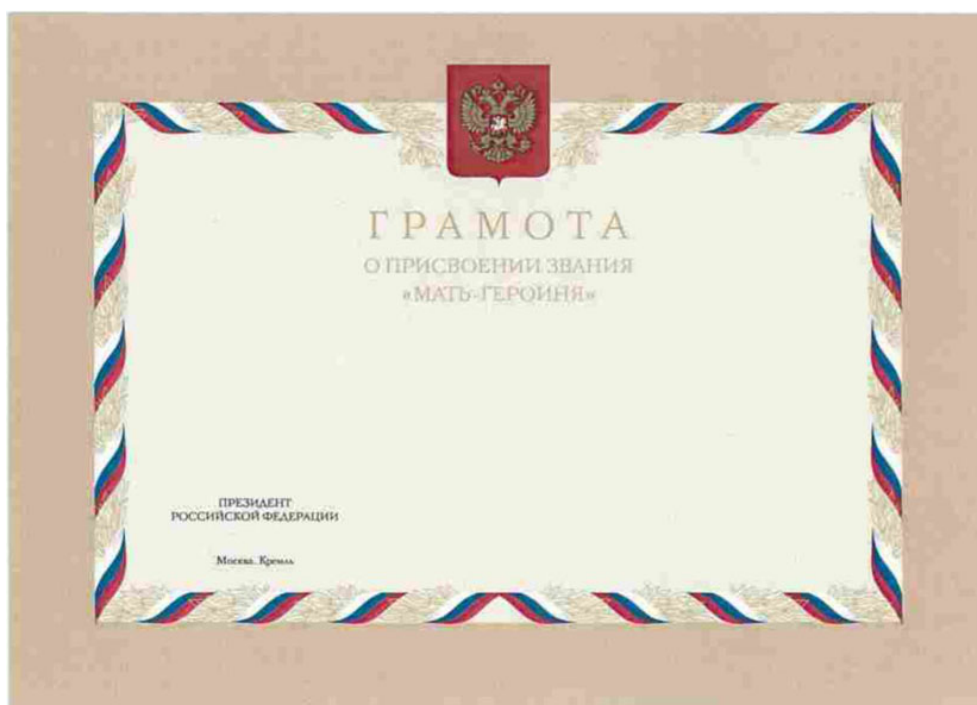 ГРАМОТА
О ПРИСВОЕНИИ ЗВАНИЯ
«МАТЬ-ГЕРОИНЯ»
ПРЕЗИДЕНТ
РОССИЙСКОЙ ФЕДЕРАЦИИ
Москва, Кремль